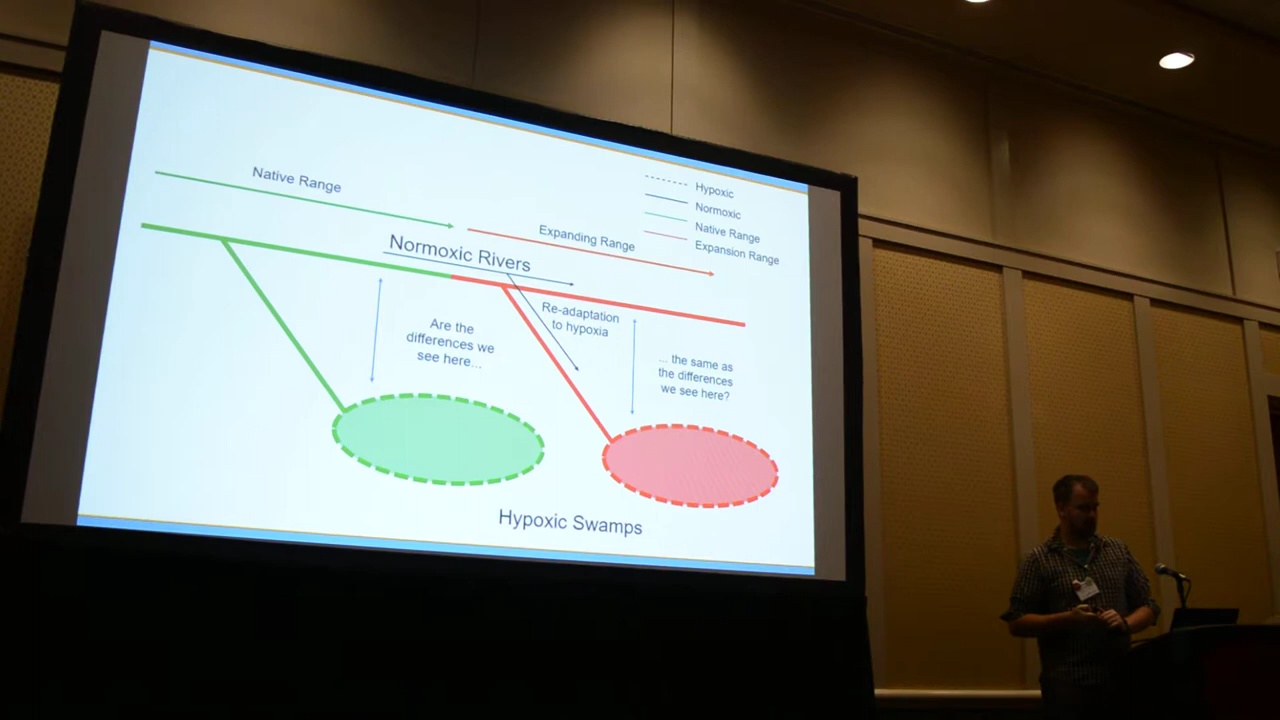 Native Range
Hypoxic
Normoxic
Native Range
Expansion Range
Expanding Range
Normoxic Rivers
Re-adaptation
to hypoxia
Are the
differences we
see here...
... the same as
the differences
we see here?
Hypoxic Swamps